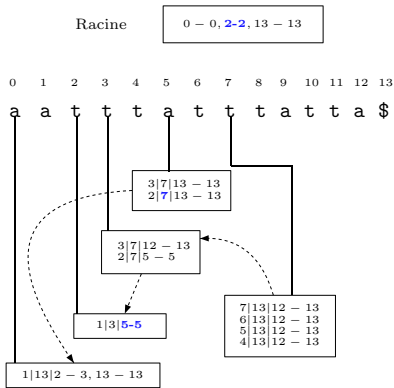 Racine
0 − 0, 2-2, 13 − 13
0 1 2 3 4 5 6 7 8 9 10 11 12 13
a a t t t a t t t a t t a $
3|7|13 − 13
2|7|13 − 13
3|7|12 − 13
2|7|5 − 5
7|13|12 − 13
6|13|12 − 13
5|13|12 − 13
4|13|12 − 13
1|3|5-5
1|13|2 − 3, 13 − 13